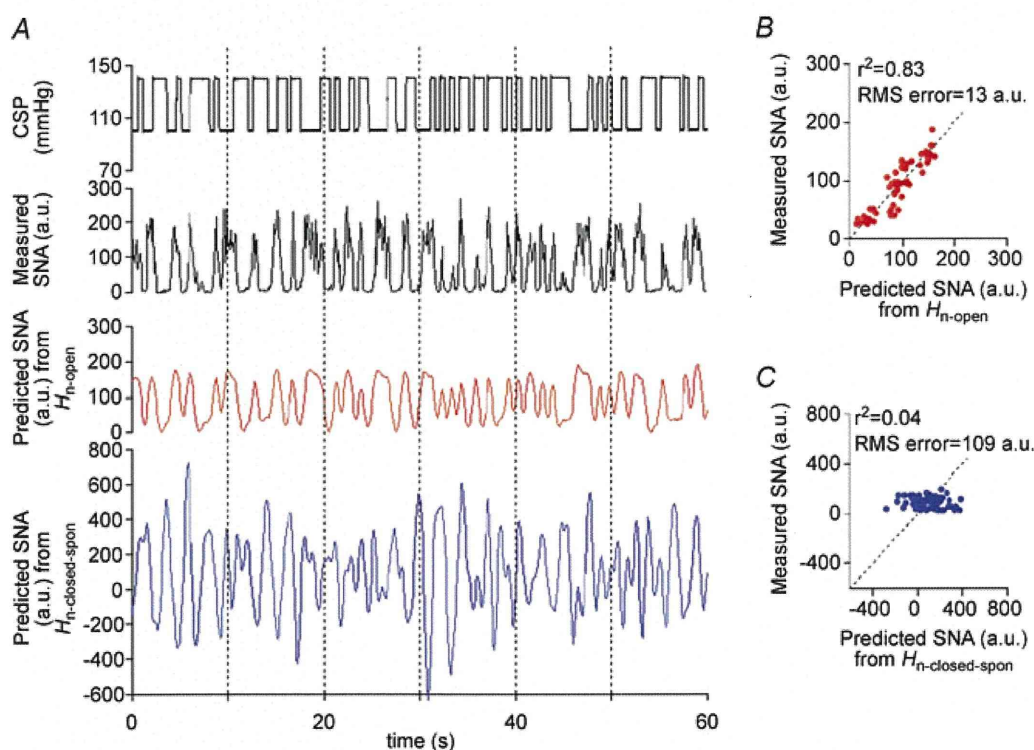 A
150
110
70
CSP
(mmHg)
300
200
100
0
Measured
SNA (a.u.)
300
200
100
0
Predicted SNA
(a.u.) from
Hn-open
800
600
400
200
0
-200
-400
-600
Predicted SNA
(a.u.) from
Hn-closed-spon
0
20
40
60
time (s)
B
300
200
100
0
Measured SNA (a.u.)
r2=0.83
RMS error=13 a.u.
0 100 200 300
Predicted SNA (a.u.)
from Hn-open
C
800
400
0
-400
Measured SNA (a.u.)
r2=0.04
RMS error=109 a.u.
-400 0 400 800
Predicted SNA (a.u.)
from Hn-closed-spon